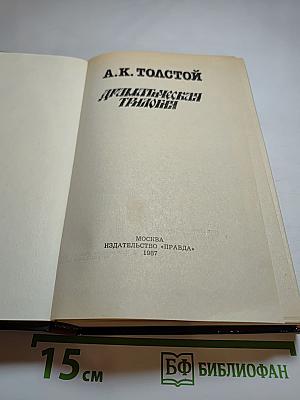 А.К.ТОЛСТОЙ
ДРАМАТИЧЕСКАЯ
ТРИЛОГИЯ
МОСКВА
ИЗДАТЕЛЬСТВО «ПРАВДА»
1987
15 см
БФ БИБЛИОФАН